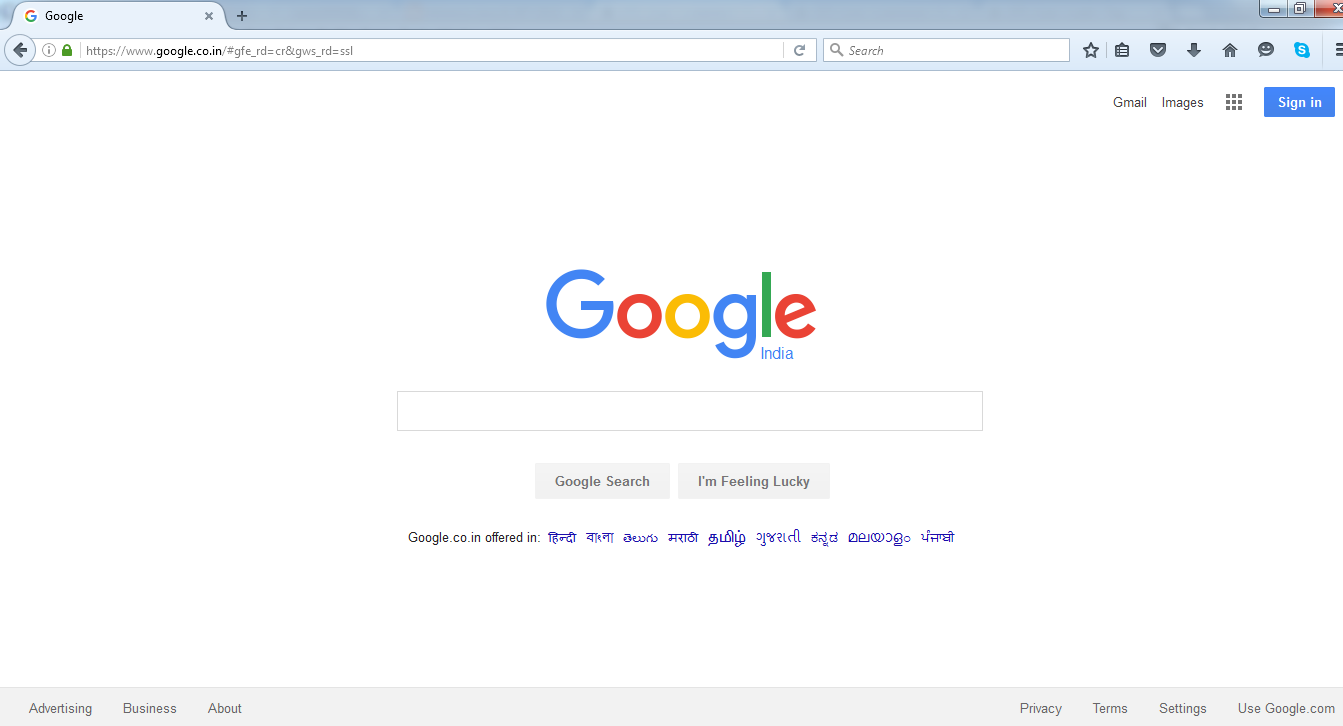 Google
https://www.google.co.in/#gfe_rd=cr&gws_rd=ssl
Search
Gmail Images Sign in
Google
India
Google Search I'm Feeling Lucky
Google.co.in offered in: हिन्दी বাংলা తెలుగు मराठी தமிழ் ગુજરાતી ಕನ್ನಡ മലയാളം ਪੰਜਾਬੀ
Advertising Business About Privacy Terms Settings Use Google.com